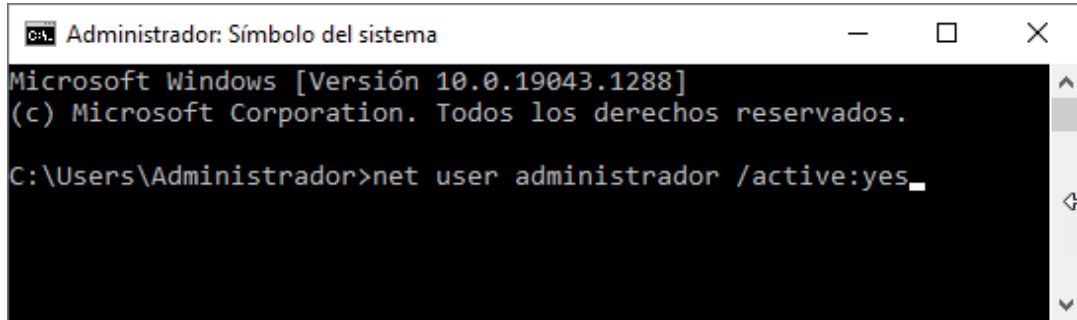 Administrador: Símbolo del sistema
Microsoft Windows [Versión 10.0.19043.1288]
(c) Microsoft Corporation. Todos los derechos reservados.
C:\Users\Administrador>net user administrador /active:yes